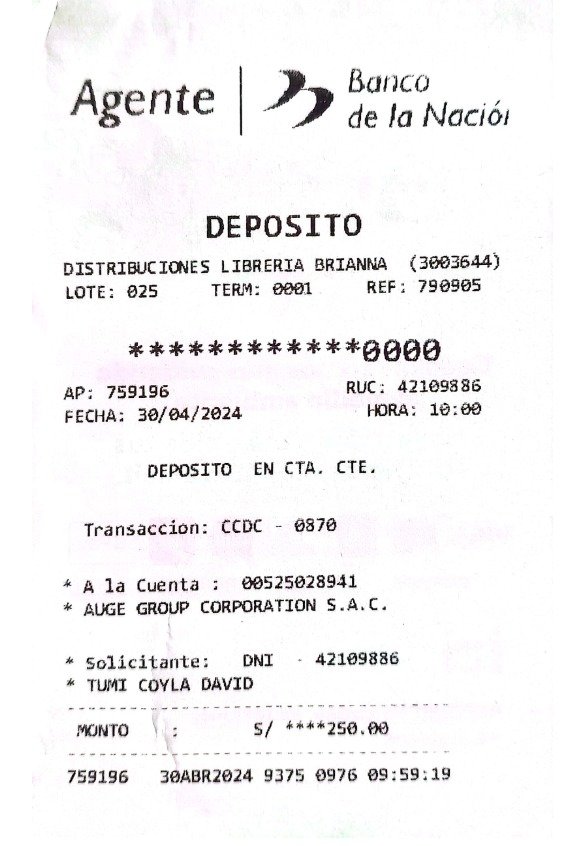 Agente
Banco
de la Nación
DEPOSITO
DISTRIBUCIONES LIBRERIA BRIANNA (3003644)
LOTE: 025 TERM: 0001 REF: 790905
************0000
AP: 759196 RUC: 42109886
FECHA: 30/04/2024 HORA: 10:00
DEPOSITO EN CTA. CTE.
Transaccion: CCDC - 0870
* A la Cuenta : 00525028941
* AUGE GROUP CORPORATION S.A.C.
* Solicitante: DNI - 42109886
* TUMI COYLA DAVID
MONTO : S/ ****250.00
759196 30ABR2024 9375 0976 09:59:19